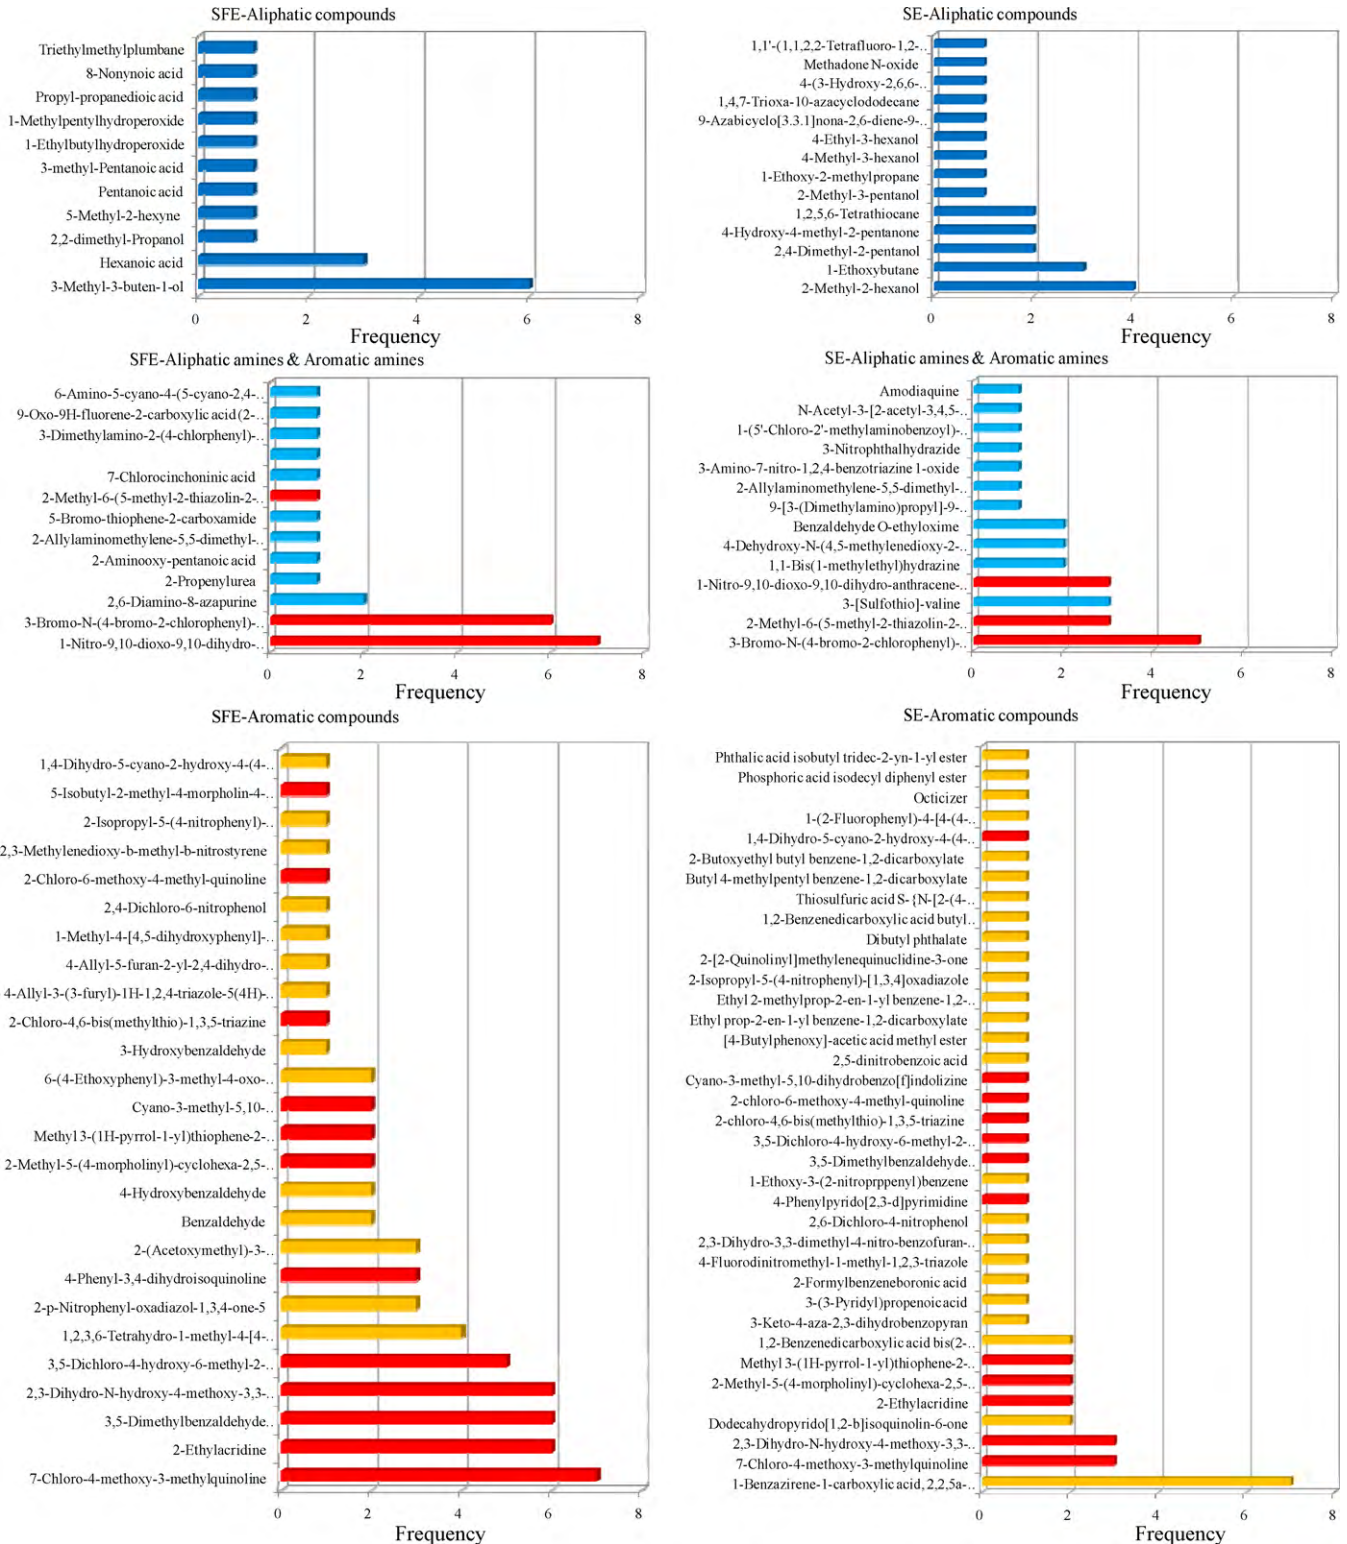 SFE-Aliphatic compounds
Triethylmethylplumbane
8-Nonynoic acid
Propyl-propanedioic acid
1-Methylpentylhydroperoxide
1-Ethylbutylhydroperoxide
3-methyl-Pentanoic acid
Pentanoic acid
5-Methyl-2-hexyne
2,2-dimethyl-Propanol
Hexanoic acid
3-Methyl-3-buten-1-ol
0 2 4 6 8
Frequency
SE-Aliphatic compounds
1,1'-(1,1,2,2-Tetrafluoro-1,2-..
Methadone N-oxide
4-(3-Hydroxy-2,6,6-..
1,4,7-Trioxa-10-azacyclododecane
9-Azabicyclo[3.3.1]nona-2,6-diene-9-..
4-Ethyl-3-hexanol
4-Methyl-3-hexanol
1-Ethoxy-2-methylpropane
2-Methyl-3-pentanol
1,2,5,6-Tetrathiocane
4-Hydroxy-4-methyl-2-pentanone
2,4-Dimethyl-2-pentanol
1-Ethoxybutane
2-Methyl-2-hexanol
0 2 4 6 8
Frequency
SFE-Aliphatic amines & Aromatic amines
6-Amino-5-cyano-4-(5-cyano-2,4-..
9-Oxo-9H-fluorene-2-carboxylic acid (2-..
3-Dimethylamino-2-(4-chlorphenyl)-..
7-Chlorocinchoninic acid
2-Methyl-6-(5-methyl-2-thiazolin-2-..
5-Bromo-thiophene-2-carboxamide
2-Allylaminomethylene-5,5-dimethyl-..
2-Aminooxy-pentanoic acid
2-Propenylurea
2,6-Diamino-8-azapurine
3-Bromo-N-(4-bromo-2-chlorophenyl)-..
1-Nitro-9,10-dioxo-9,10-dihydro-..
0 2 4 6 8
Frequency
SE-Aliphatic amines & Aromatic amines
Amodiaquine
N-Acetyl-3-[2-acetyl-3,4,5-..
1-(5'-Chloro-2'-methylaminobenzoyl)-..
3-Nitrophthalhydrazide
3-Amino-7-nitro-1,2,4-benzotriazine 1-oxide
2-Allylaminomethylene-5,5-dimethyl-..
9-[3-(Dimethylamino)propyl]-9-..
Benzaldehyde O-ethyloxime
4-Dehydroxy-N-(4,5-methylenedioxy-2-..
1,1-Bis(1-methylethyl)hydrazine
1-Nitro-9,10-dioxo-9,10-dihydro-anthracene-..
3-[Sulfothio]-valine
2-Methyl-6-(5-methyl-2-thiazolin-2-..
3-Bromo-N-(4-bromo-2-chlorophenyl)-..
0 2 4 6 8
Frequency
SFE-Aromatic compounds
1,4-Dihydro-5-cyano-2-hydroxy-4-(4-..
5-Isobutyl-2-methyl-4-morpholin-4-..
2-Isopropyl-5-(4-nitrophenyl)-..
2,3-Methylenedioxy-b-methyl-b-nitrostyrene
2-Chloro-6-methoxy-4-methyl-quinoline
2,4-Dichloro-6-nitrophenol
1-Methyl-4-[4,5-dihydroxyphenyl]-..
4-Allyl-5-furan-2-yl-2,4-dihydro-..
4-Allyl-3-(3-furyl)-1H-1,2,4-triazole-5(4H)-..
2-Chloro-4,6-bis(methylthio)-1,3,5-triazine
3-Hydroxybenzaldehyde
6-(4-Ethoxyphenyl)-3-methyl-4-oxo-..
Cyano-3-methyl-5,10-..
Methyl 3-(1H-pyrrol-1-yl)thiophene-2-..
2-Methyl-5-(4-morpholinyl)-cyclohexa-2,5-..
4-Hydroxybenzaldehyde
Benzaldehyde
2-(Acetoxymethyl)-3-..
4-Phenyl-3,4-dihydroisoquinoline
2-p-Nitrophenyl-oxadiazol-1,3,4-one-5
1,2,3,6-Tetrahydro-1-methyl-4-[4-..
3,5-Dichloro-4-hydroxy-6-methyl-2-..
2,3-Dihydro-N-hydroxy-4-methoxy-3,3-..
3,5-Dimethylbenzaldehyde..
2-Ethylacridine
7-Chloro-4-methoxy-3-methylquinoline
0 2 4 6 8
Frequency
SE-Aromatic compounds
Phthalic acid isobutyl tridec-2-yn-1-yl ester
Phosphoric acid isodecyl diphenyl ester
Octicizer
1-(2-Fluorophenyl)-4-[4-(4-..
1,4-Dihydro-5-cyano-2-hydroxy-4-(4-..
2-Butoxyethyl butyl benzene-1,2-dicarboxylate
Butyl 4-methylpentyl benzene-1,2-dicarboxylate
Thiosulfuric acid S-{N-[2-(4-..
1,2-Benzenedicarboxylic acid butyl..
Dibutyl phthalate
2-[2-Quinolinyl]methylenequinuclidine-3-one
2-Isopropyl-5-(4-nitrophenyl)-[1,3,4]oxadiazole
Ethyl 2-methylprop-2-en-1-yl benzene-1,2-..
Ethyl prop-2-en-1-yl benzene-1,2-dicarboxylate
[4-Butylphenoxy]-acetic acid methyl ester
2,5-dinitrobenzoic acid
Cyano-3-methyl-5,10-dihydrobenzo[f]indolizine
2-chloro-6-methoxy-4-methyl-quinoline
2-chloro-4,6-bis(methylthio)-1,3,5-triazine
3,5-Dichloro-4-hydroxy-6-methyl-2-..
3,5-Dimethylbenzaldehyde..
1-Ethoxy-3-(2-nitroprppenyl)benzene
4-Phenylpyrido[2,3-d]pyrimidine
2,6-Dichloro-4-nitrophenol
2,3-Dihydro-3,3-dimethyl-4-nitro-benzofuran-..
4-Fluorodinitromethyl-1-methyl-1,2,3-triazole
2-Formylbenzeneboronic acid
3-(3-Pyridyl)propenoic acid
3-Keto-4-aza-2,3-dihydrobenzopyran
1,2-Benzenedicarboxylic acid bis(2-..
Methyl 3-(1H-pyrrol-1-yl)thiophene-2-..
2-Methyl-5-(4-morpholinyl)-cyclohexa-2,5-..
2-Ethylacridine
Dodecahydropyrido[1,2-b]isoquinolin-6-one
2,3-Dihydro-N-hydroxy-4-methoxy-3,3-..
7-Chloro-4-methoxy-3-methylquinoline
1-Benzazirene-1-carboxylic acid, 2,2,5a-..
0 2 4 6 8
Frequency